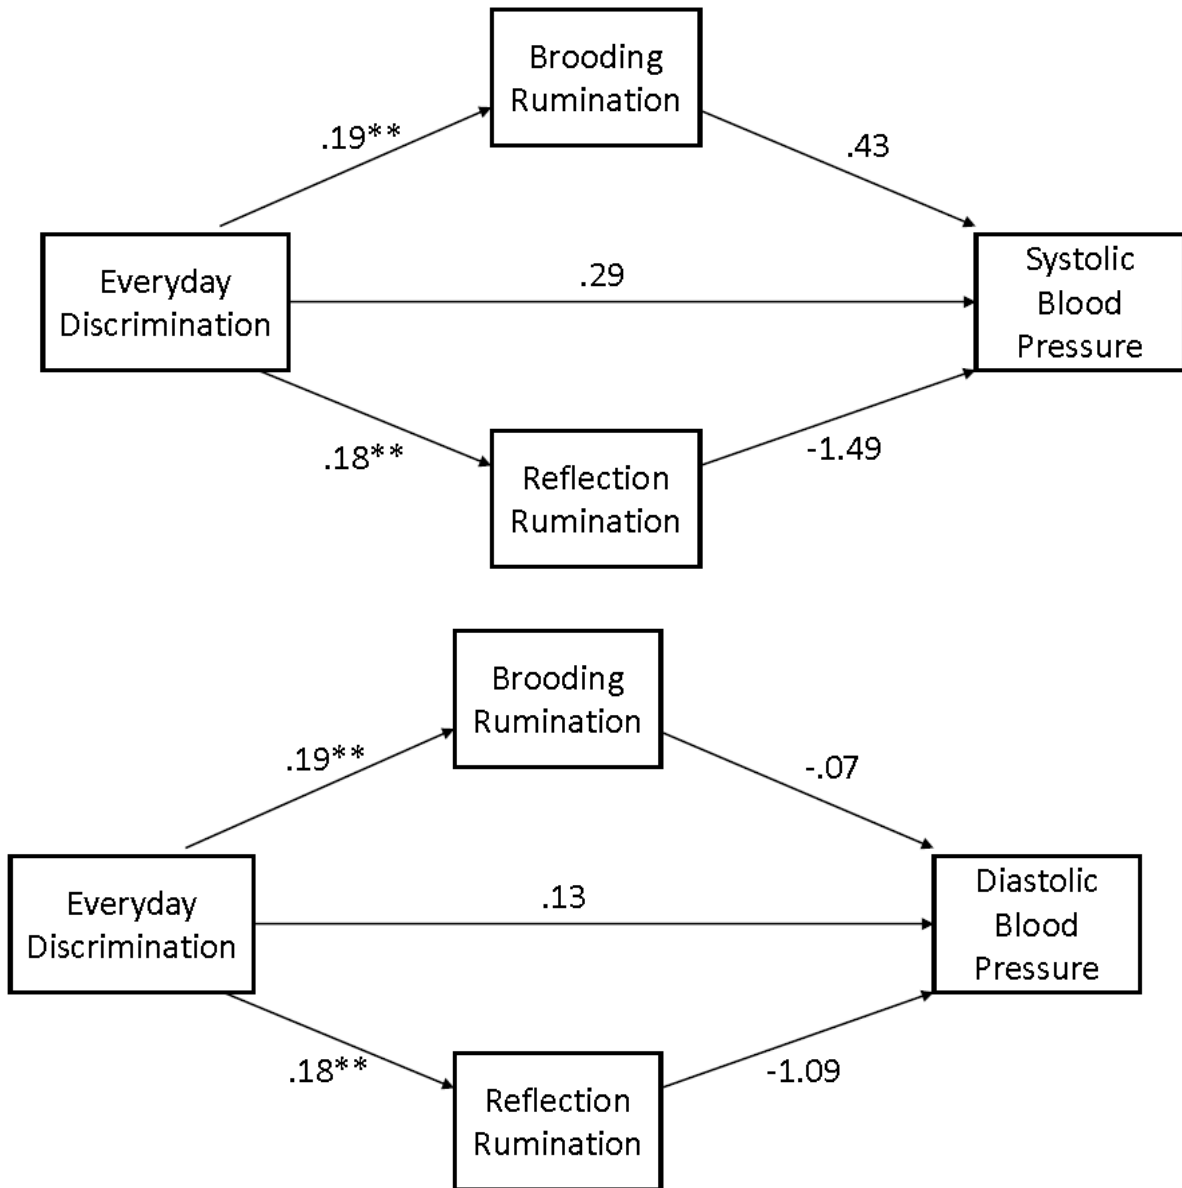 Brooding
Rumination
.19**
.43
Everyday
Discrimination
.29
Systolic
Blood
Pressure
.18**
-1.49
Reflection
Rumination
Brooding
Rumination
.19**
-.07
Everyday
Discrimination
.13
Diastolic
Blood
Pressure
.18**
-1.09
Reflection
Rumination